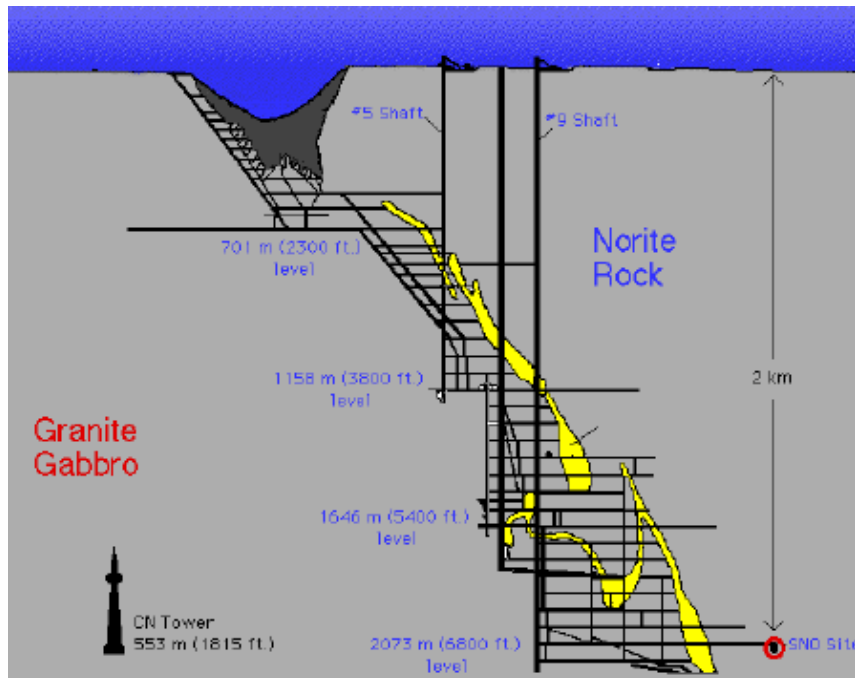 #5 Shaft
#9 Shaft
701 m (2300 ft.)
level
Norite
Rock
1158 m (3800 ft.)
level
2 km
Granite
Gabbro
1646 m (5400 ft.)
level
CN Tower
553 m (1815 ft.)
2073 m (6800 ft.)
level
SNO Site